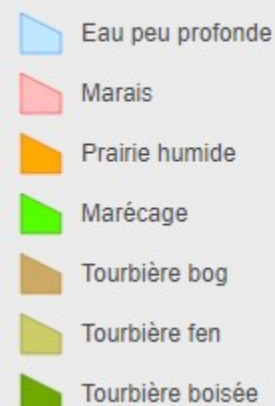 Eau peu profonde
Marais
Prairie humide
Marécage
Tourbière bog
Tourbière fen
Tourbière boisée